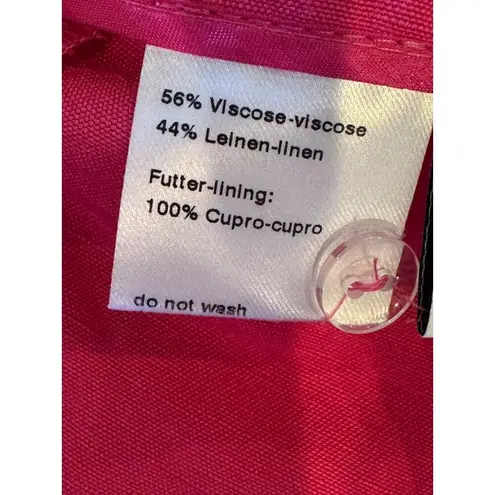 56% Viscose-viscose
44% Leinen-linen
Futter-lining:
100% Cupro-cupro
do not wash